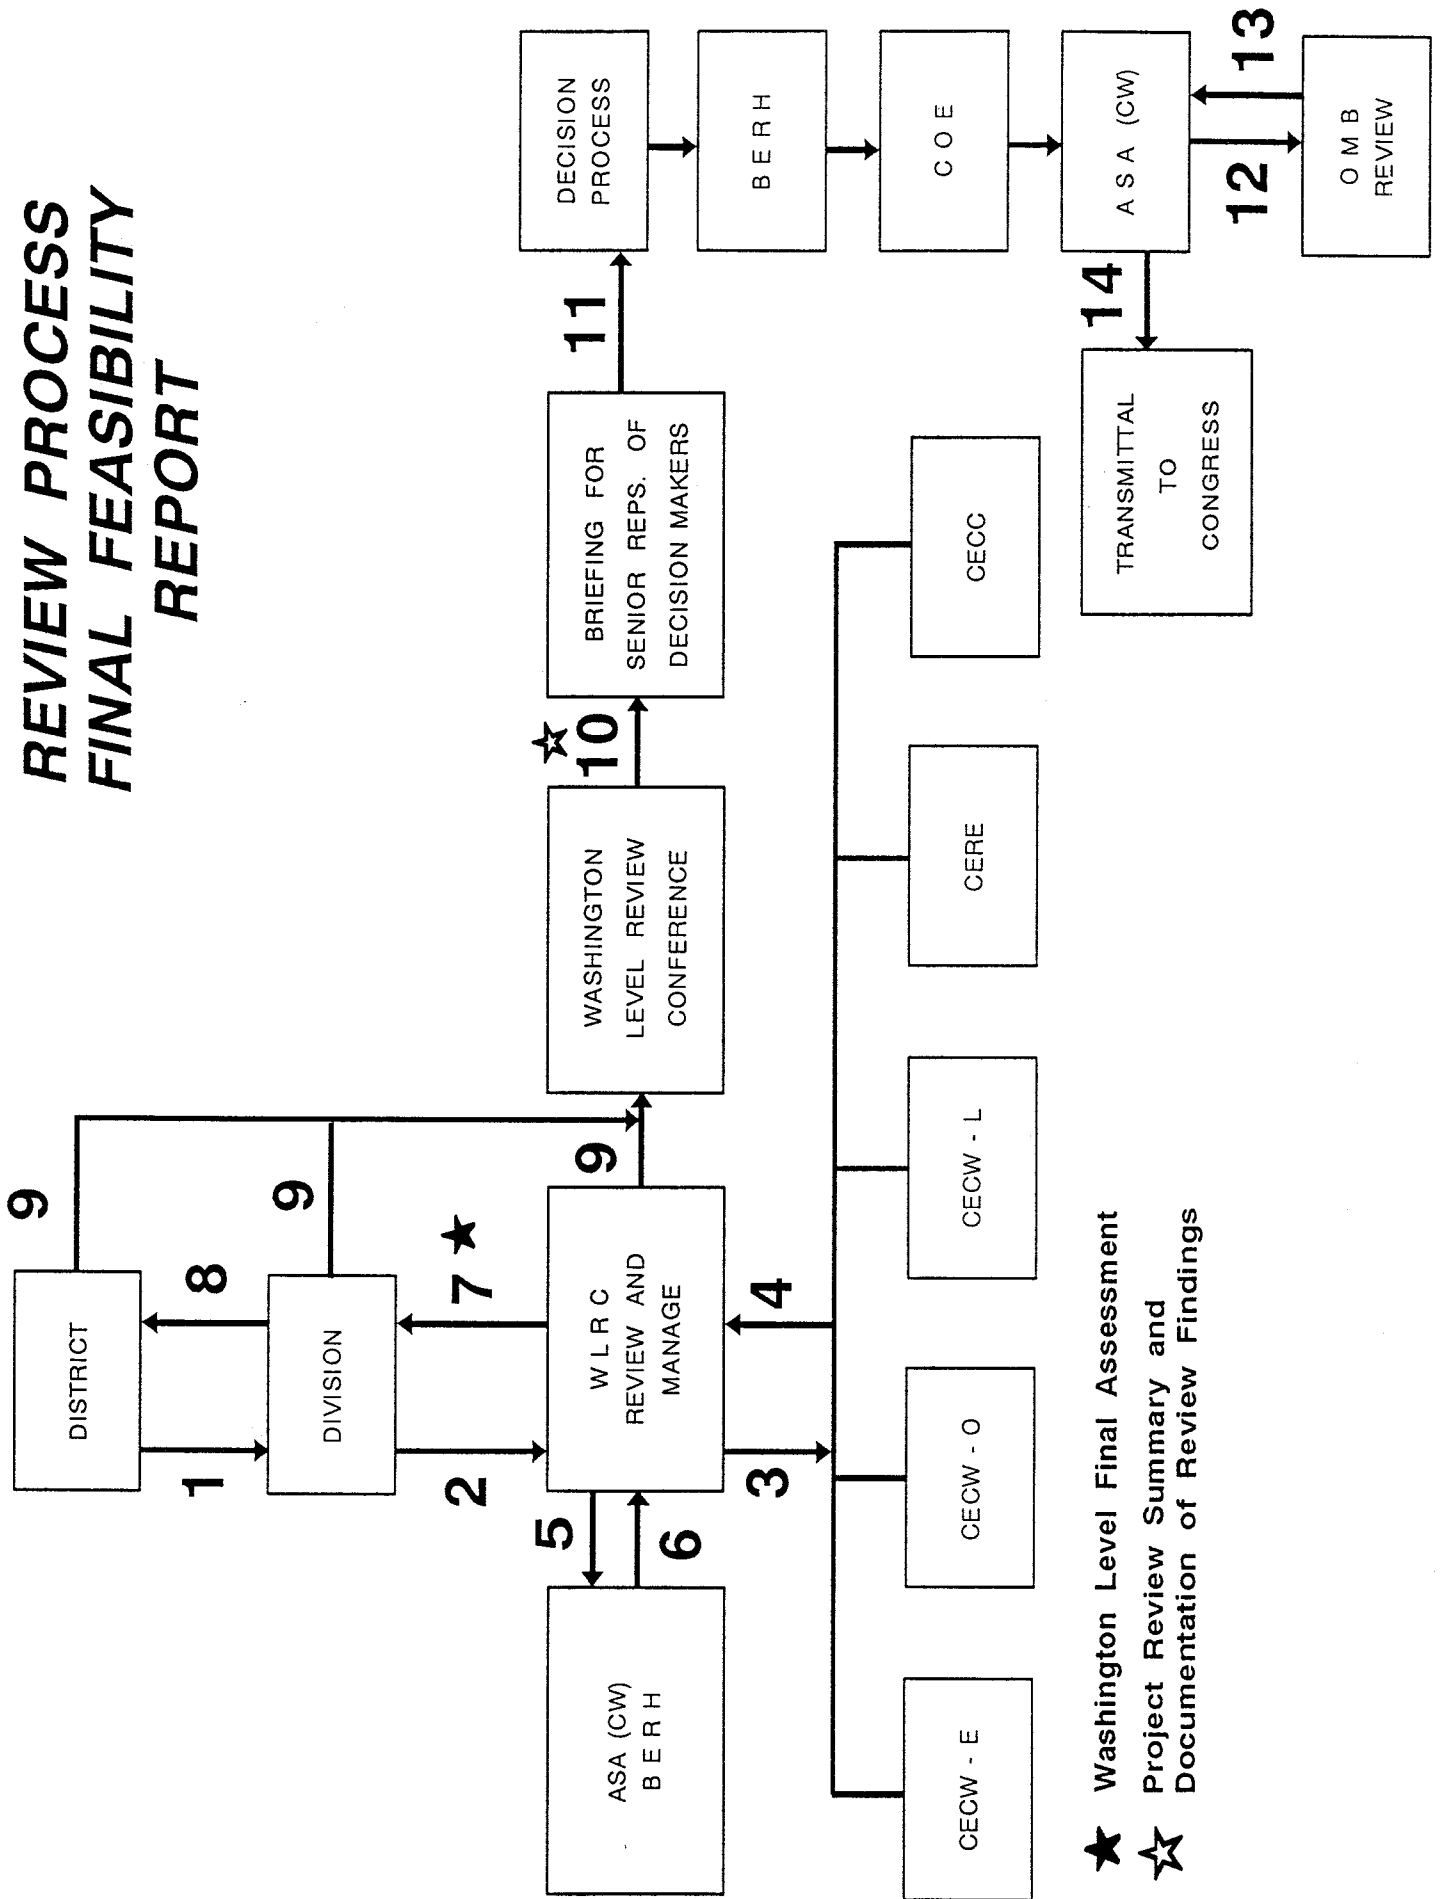 REVIEW PROCESS
FINAL FEASIBILITY
REPORT
9
DISTRICT
1
8
9
DIVISION
2
7
ASA (CW)
B E R H
5
6
W L R C
REVIEW AND
MANAGE
9
WASHINGTON
LEVEL REVIEW
CONFERENCE
10
BRIEFING FOR
SENIOR REPS. OF
DECISION MAKERS
11
DECISION
PROCESS
B E R H
C O E
A S A (CW)
12
13
O M B
REVIEW
14
TRANSMITTAL
TO
CONGRESS
3
4
CECW - E
CECW - O
CECW - L
CERE
CECC
Washington Level Final Assessment
Project Review Summary and
Documentation of Review Findings